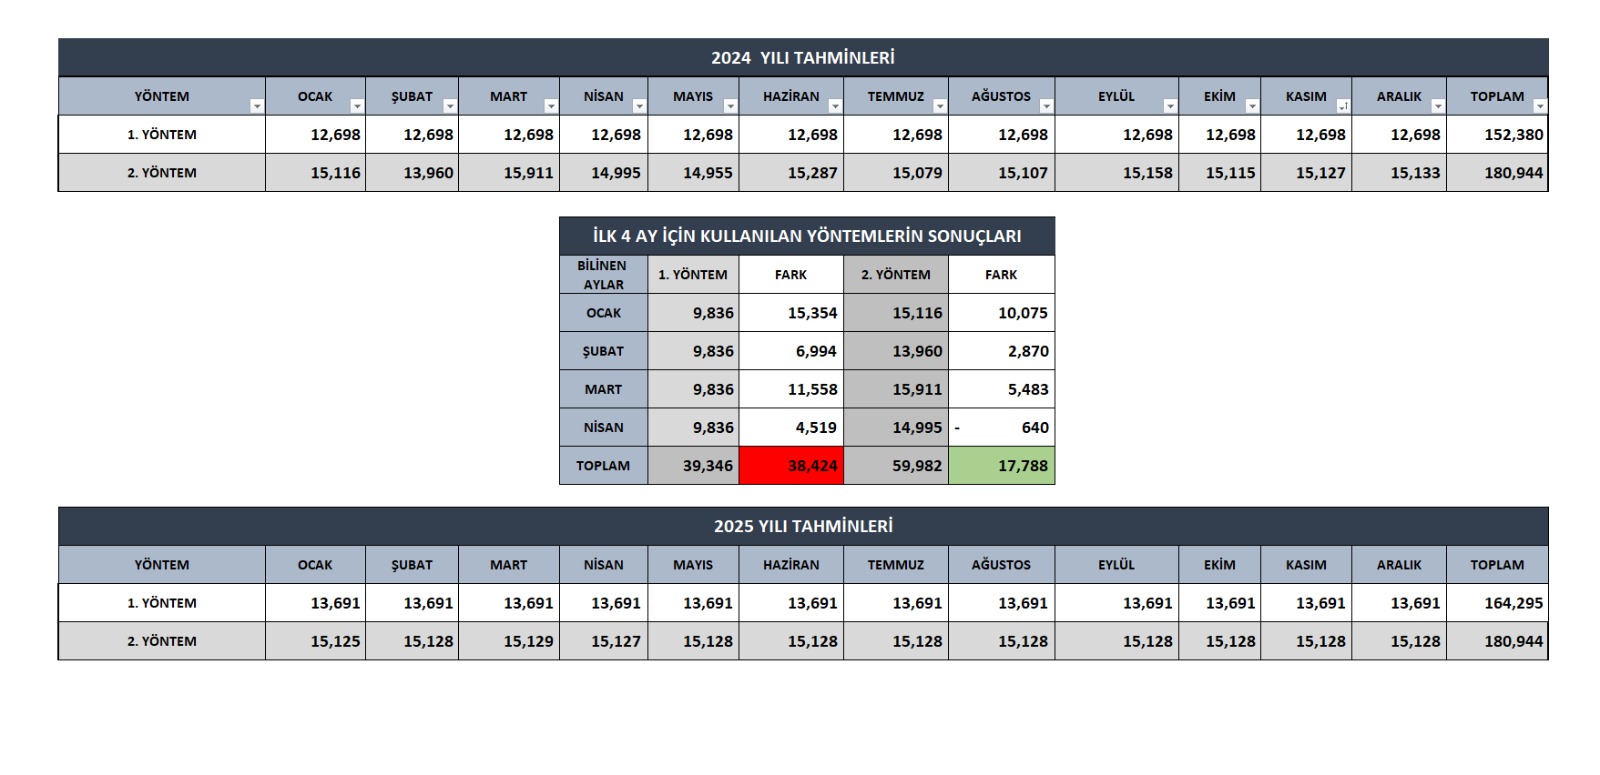 2024 YILI TAHMİNLERİ
YÖNTEM OCAK ŞUBAT MART NİSAN MAYIS HAZİRAN TEMMUZ AĞUSTOS EYLÜL EKİM KASIM ARALIK TOPLAM
1. YÖNTEM 12,698 12,698 12,698 12,698 12,698 12,698 12,698 12,698 12,698 12,698 12,698 12,698 152,380
2. YÖNTEM 15,116 13,960 15,911 14,995 14,955 15,287 15,079 15,107 15,158 15,115 15,127 15,133 180,944
İLK 4 AY İÇİN KULLANILAN YÖNTEMLERİN SONUÇLARI
BİLİNEN
AYLAR 1. YÖNTEM FARK 2. YÖNTEM FARK
OCAK 9,836 15,354 15,116 10,075
ŞUBAT 9,836 6,994 13,960 2,870
MART 9,836 11,558 15,911 5,483
NİSAN 9,836 4,519 14,995 - 640
TOPLAM 39,346 38,424 59,982 17,788
2025 YILI TAHMİNLERİ
YÖNTEM OCAK ŞUBAT MART NİSAN MAYIS HAZİRAN TEMMUZ AĞUSTOS EYLÜL EKİM KASIM ARALIK TOPLAM
1. YÖNTEM 13,691 13,691 13,691 13,691 13,691 13,691 13,691 13,691 13,691 13,691 13,691 13,691 164,295
2. YÖNTEM 15,125 15,128 15,129 15,127 15,128 15,128 15,128 15,128 15,128 15,128 15,128 15,128 180,944